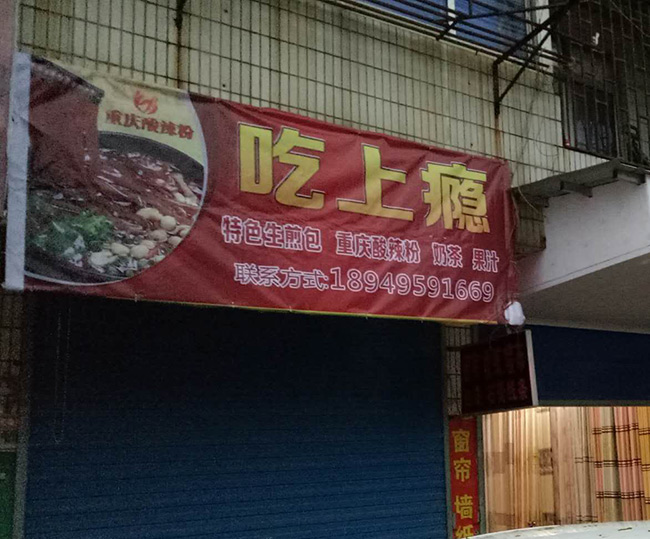 重庆酸辣粉
吃上瘾
特色生煎包 重庆酸辣粉 奶茶 果汁
联系方式:18949591669
窗帘墙纸